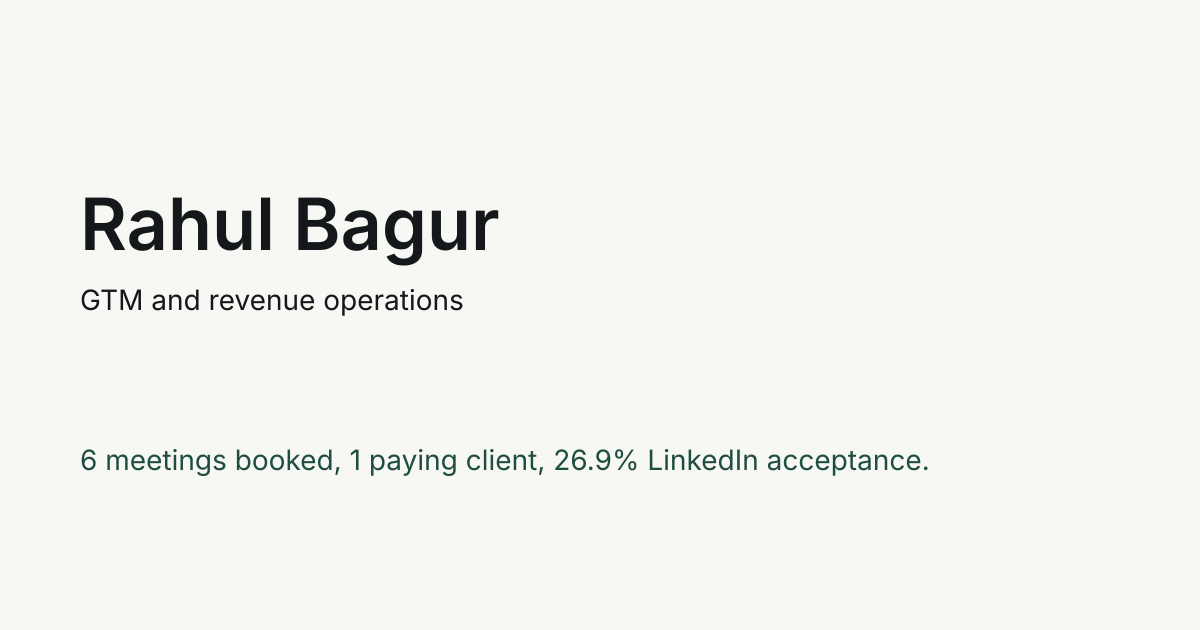 Rahul Bagur
GTM and revenue operations
6 meetings booked, 1 paying client, 26.9% LinkedIn acceptance.